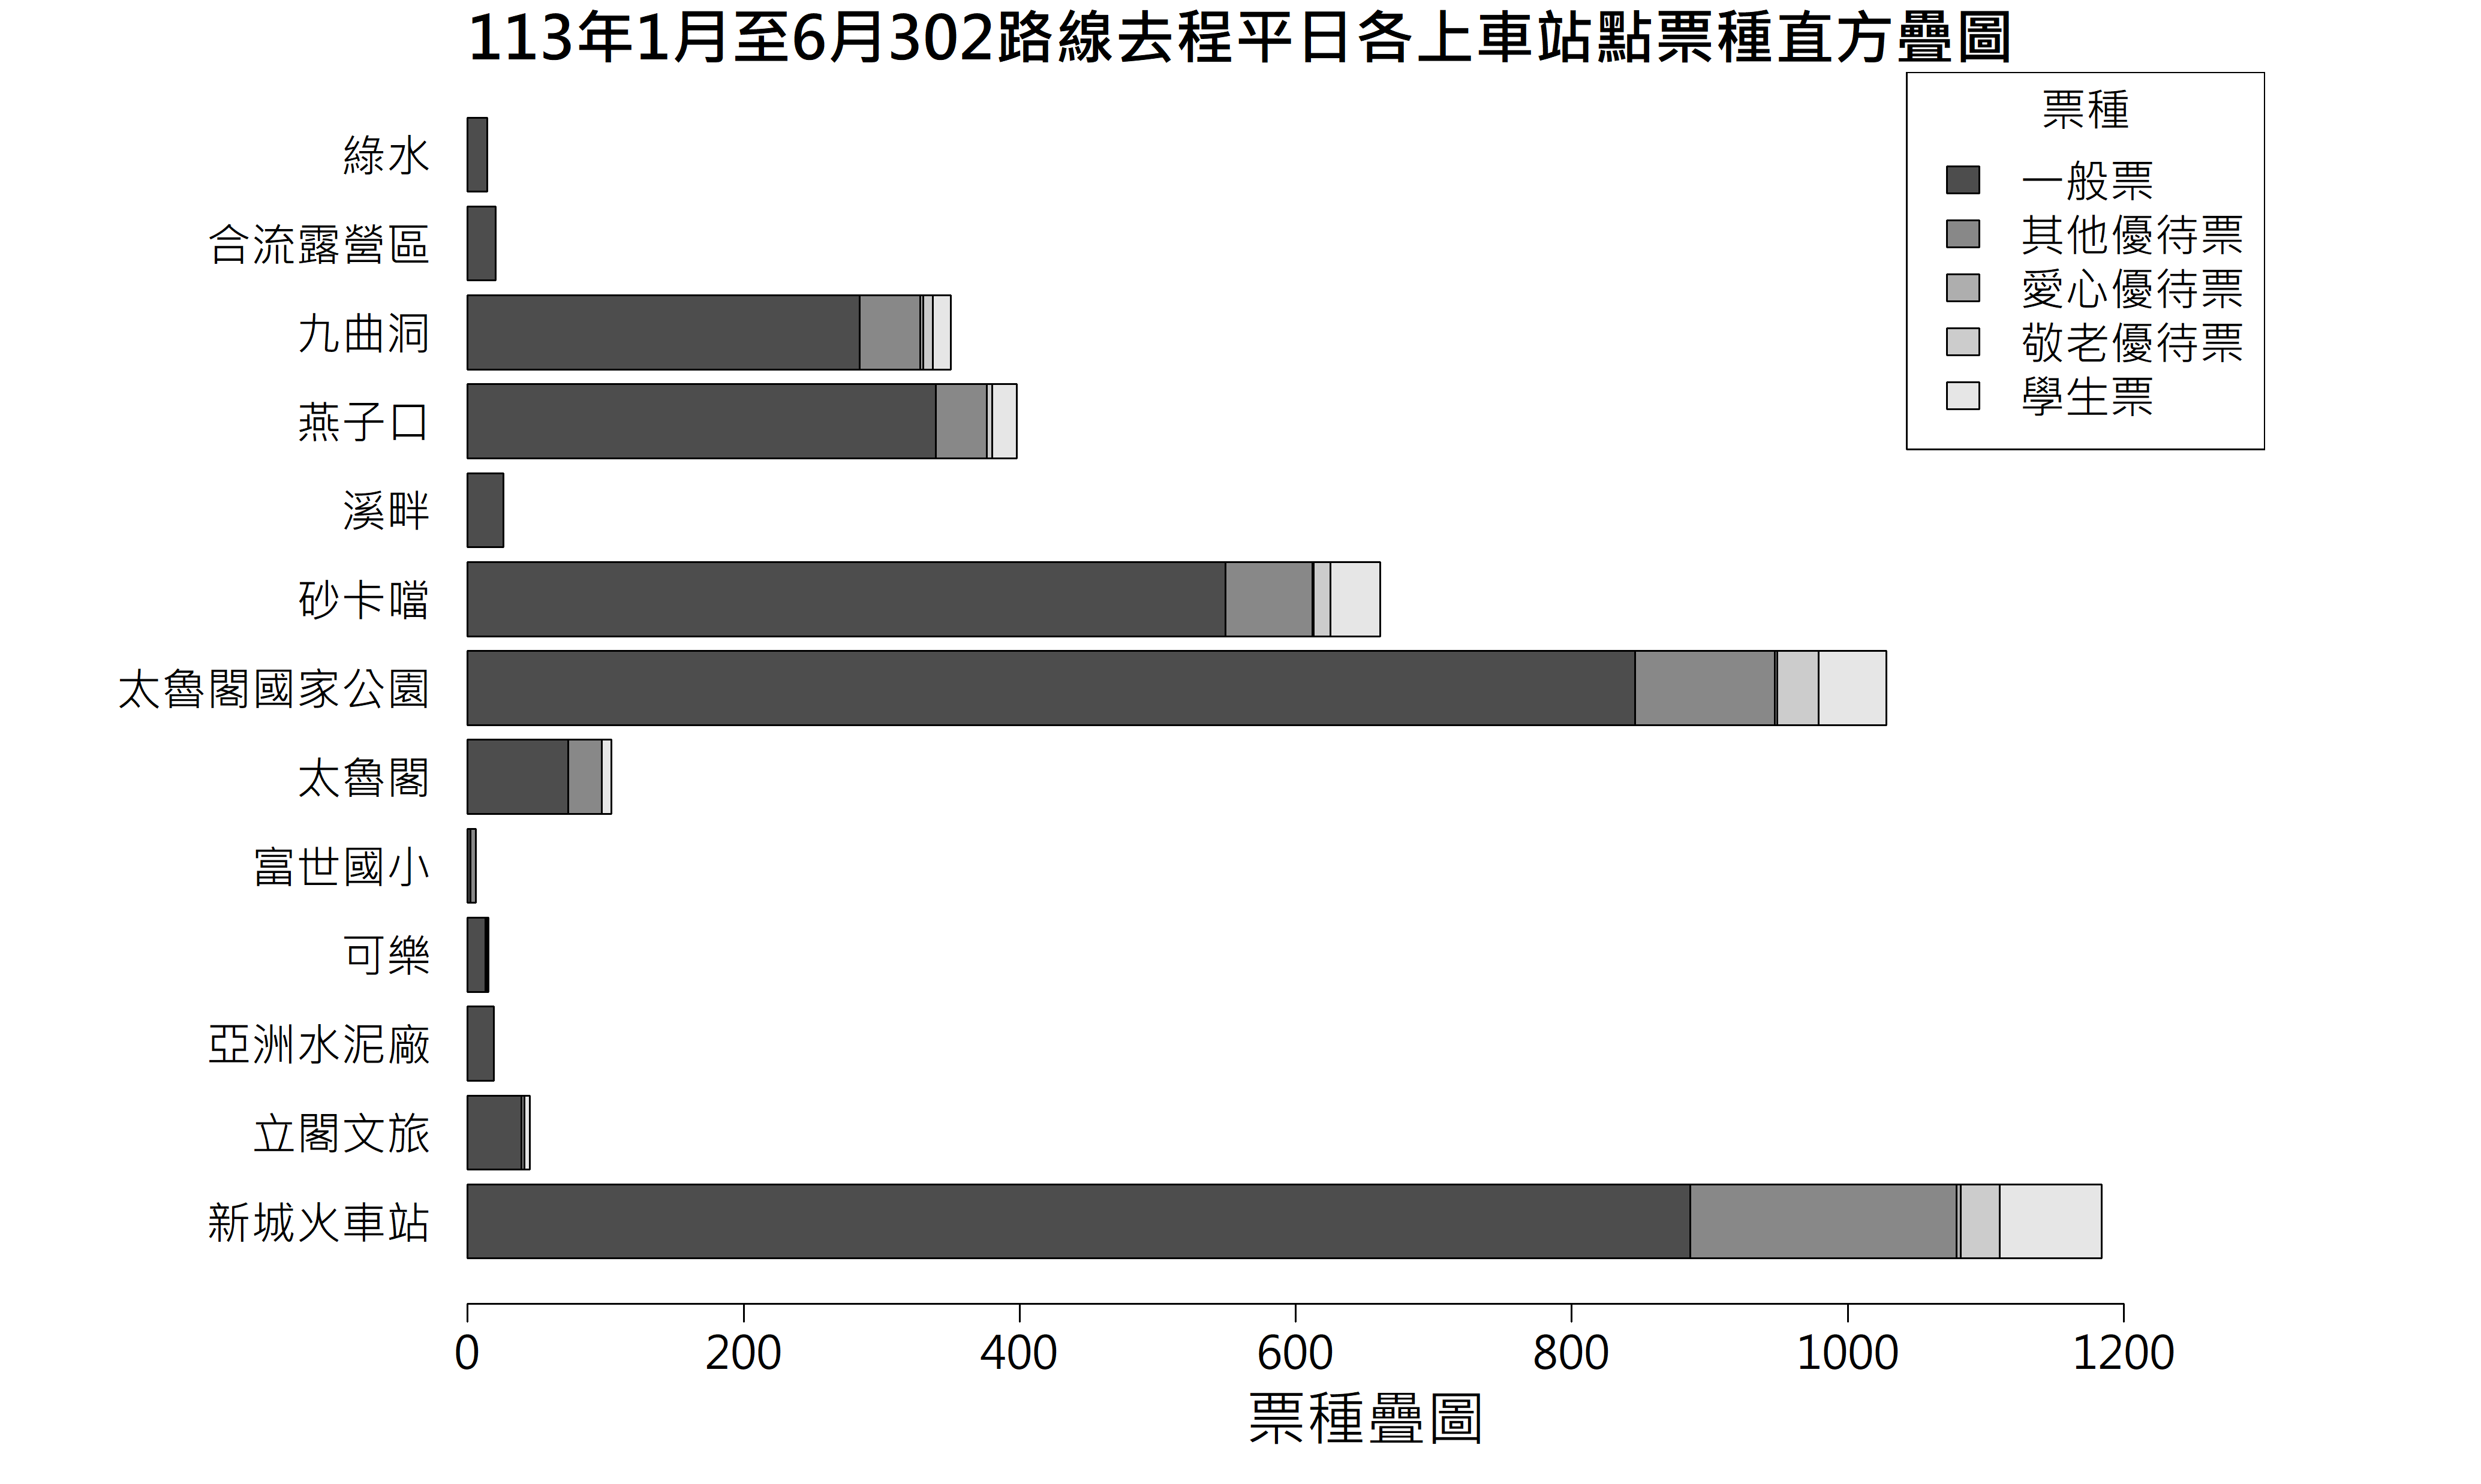 113年1月至6月302路線去程平日各上車站點票種直方疊圖
票種
一般票
其他優待票
愛心優待票
敬老優待票
學生票
綠水
合流露營區
九曲洞
燕子口
溪畔
砂卡噹
太魯閣國家公園
太魯閣
富世國小
可樂
亞洲水泥廠
立閣文旅
新城火車站
0 200 400 600 800 1000 1200
票種疊圖